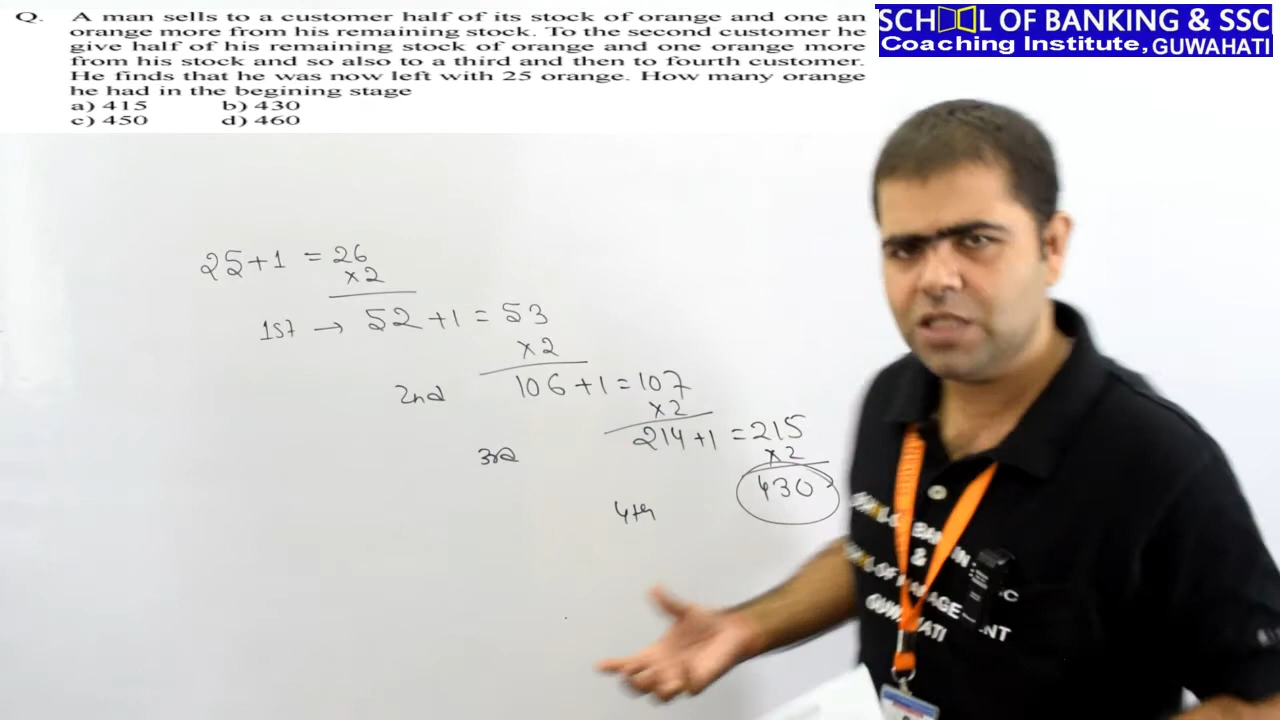 Q. A man sells to a customer half of its stock of orange and one an
orange more from his remaining stock. To the second customer he
give half of his remaining stock of orange and one orange more
from his stock and so also to a third and then to fourth customer.
He finds that he was now left with 25 orange. How many orange
he had in the begining stage
a) 415 b) 430
c) 450 d) 460
SCHOOL OF BANKING & SSC
Coaching Institute, GUWAHATI
25+1 = 26
×2
1st → 52 +1 = 53
×2
2nd 106 +1 = 107
×2
3rd 214 +1 = 215
×2
4th 430
GUWAHATI